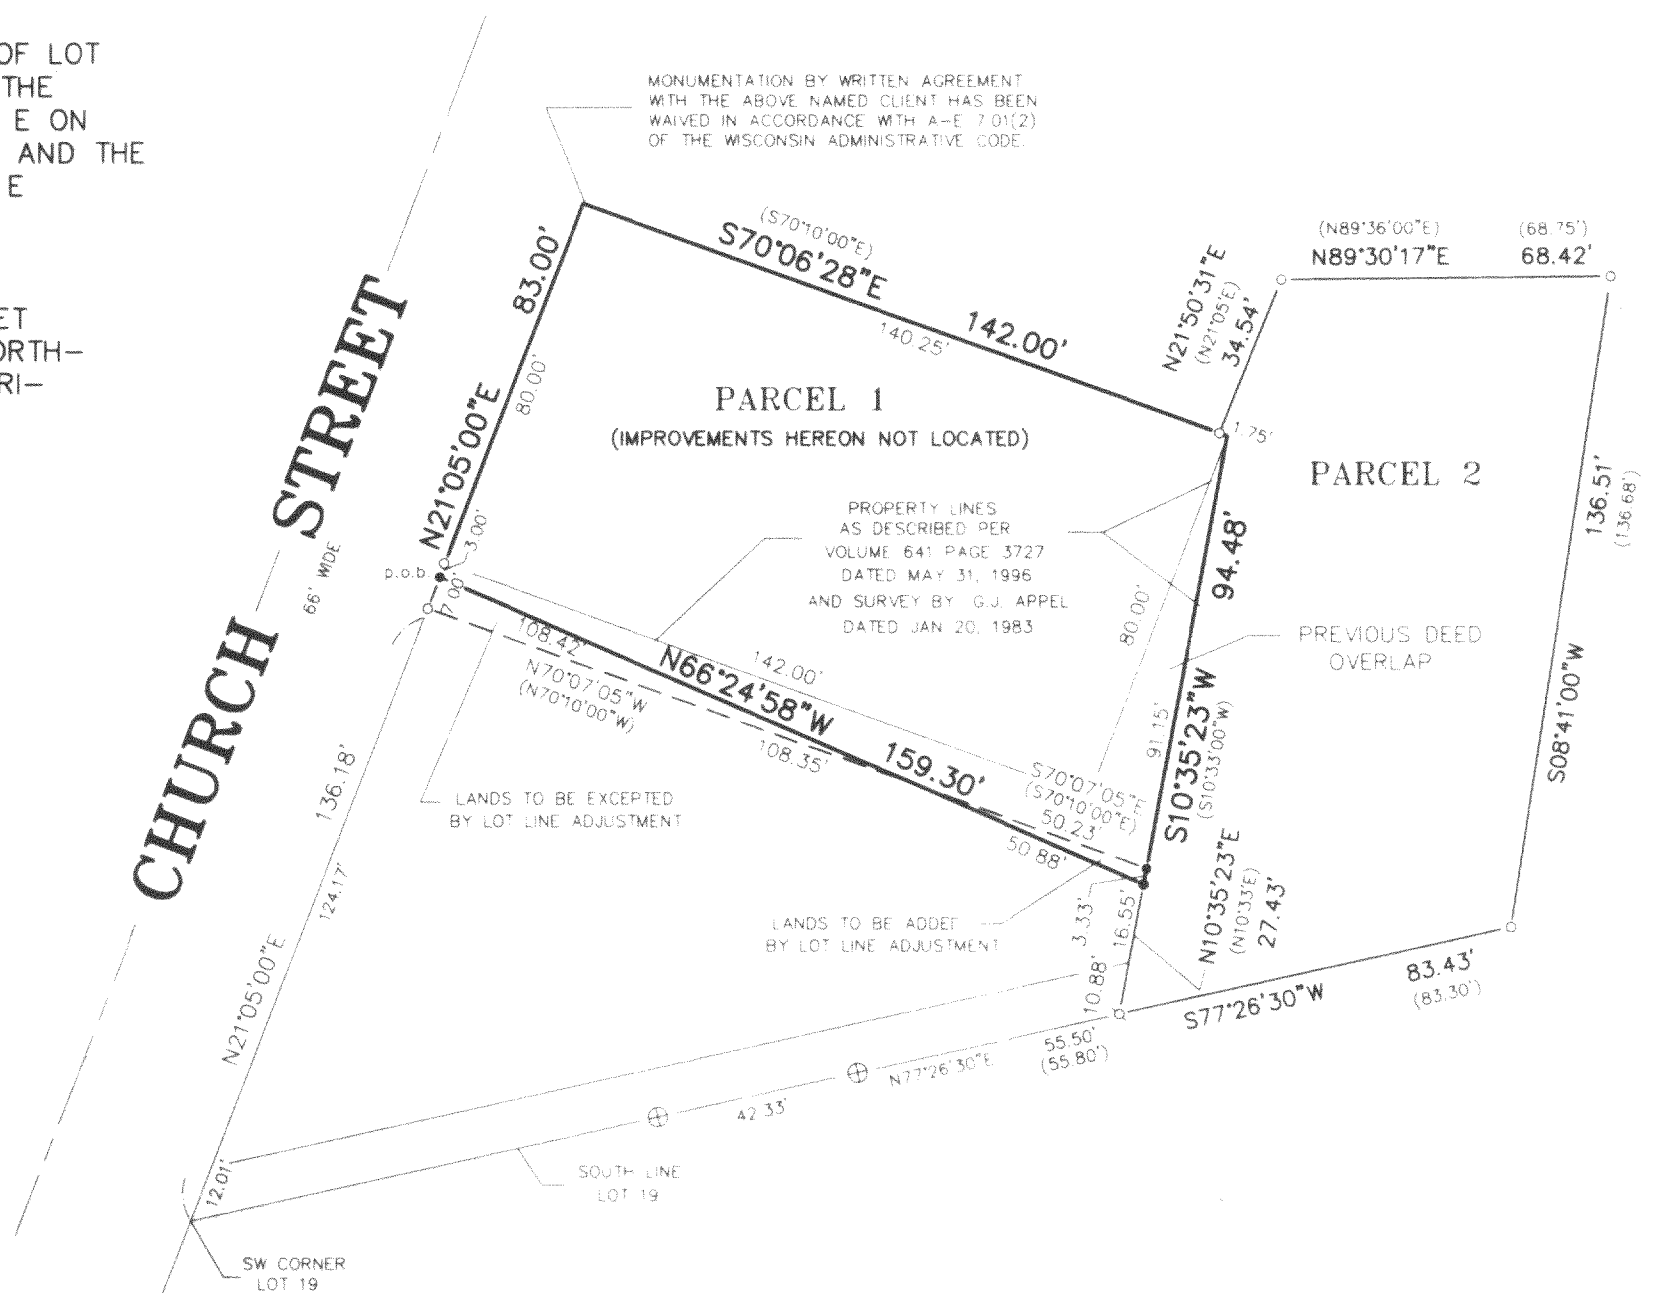 OF LOT
THE
E ON
AND THE
E
ET
ORTH-
RI-
MONUMENTATION BY WRITTEN AGREEMENT
WITH THE ABOVE NAMED CLIENT HAS BEEN
WAIVED IN ACCORDANCE WITH A-E 7.01(2)
OF THE WISCONSIN ADMINISTRATIVE CODE.
(S70°10'00"E)
S70°06'28"E
142.00'
140.25'
83.00'
N21°05'00"E
80.00'
N21°50'31"E
(N21°05'E)
34.54'
(N89°36'00"E) (68.75')
N89°30'17"E 68.42'
PARCEL 1
(IMPROVEMENTS HEREON NOT LOCATED)
1.75'
PARCEL 2
136.51'
(136.68')
S08°41'00"W
CHURCH STREET
66' WIDE
p.o.b.
3.00'
7.00'
PROPERTY LINES
AS DESCRIBED PER
VOLUME 641 PAGE 3727
DATED MAY 31, 1996
AND SURVEY BY G.J. APPEL
DATED JAN 20, 1983
80.00'
94.48'
91.15'
S10°35'23"W
(S10°33'00"W)
PREVIOUS DEED
OVERLAP
108.42'
N70°07'05"W
(N70°10'00"W)
142.00'
N66°24'58"W
159.30'
108.35'
S70°07'05"E
(S70°10'00"E)
50.23'
50.88'
LANDS TO BE EXCEPTED
BY LOT LINE ADJUSTMENT
LANDS TO BE ADDED
BY LOT LINE ADJUSTMENT
3.33'
16.55'
10.88'
N10°35'23"E
(N10°33'E)
27.43'
136.18'
124.17'
N21°05'00"E
S77°26'30"W
83.43'
(83.30')
55.50'
(55.80')
N77°26'30"E
42.33'
12.01'
SOUTH LINE
LOT 19
SW CORNER
LOT 19